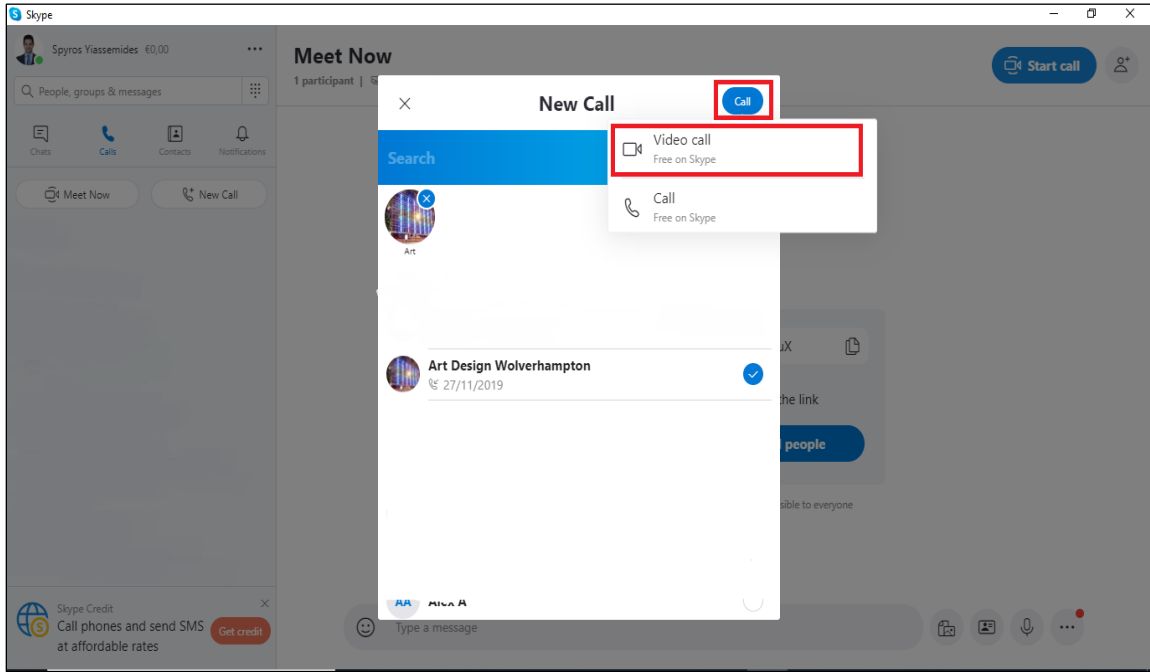 Skype
Spyros Yiassemides €0,00
People, groups & messages
Chats Calls Contacts Notifications
Meet Now New Call
Skype Credit
Call phones and send SMS
at affordable rates
Get credit
Meet Now
1 participant |
Start call
New Call
Call
Search
Video call
Free on Skype
Call
Free on Skype
Art
Art Design Wolverhampton
27/11/2019
AA Alex A
uX
the link
people
sible to everyone
Type a message